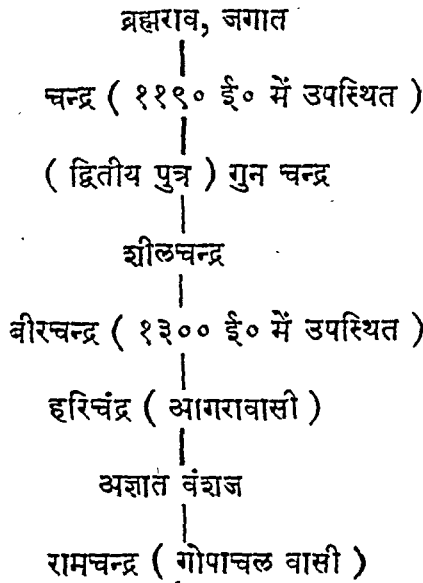 ब्रह्मराव, जगात
चन्द्र ( ११९० ई० में उपस्थित )
( द्वितीय पुत्र ) गुन चन्द्र
शीलचन्द्र
बीरचन्द्र ( १३०० ई० में उपस्थित )
हरिचंद्र ( आगरावासी )
अज्ञात वंशज
रामचन्द्र ( गोपाचल वासी )